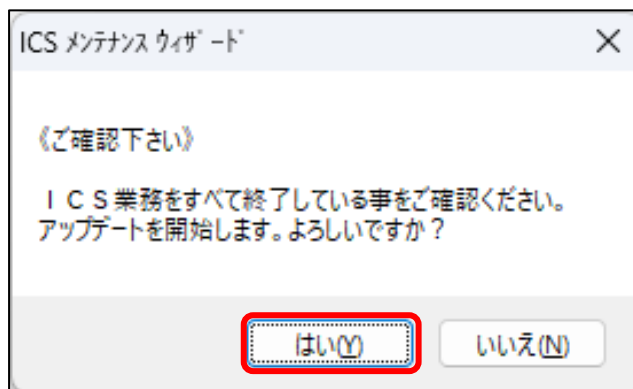 ICS ﾒﾝﾃﾅﾝｽ ｳｨｻﾞｰﾄﾞ
《ご確認下さい》
ＩＣＳ業務をすべて終了している事をご確認ください。
アップデートを開始します。よろしいですか？
はい(Y)
いいえ(N)